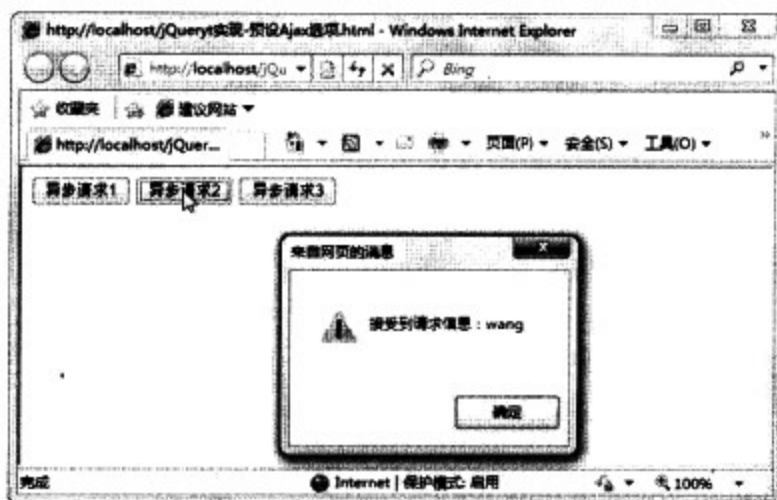 http://localhost/jQueryt实现-预设Ajax选项.html - Windows Internet Explorer
http://localhost/jQu
Bing
收藏夹 建议网站
http://localhost/jQuer... 页面(P) 安全(S) 工具(O) »
异步请求1 异步请求2 异步请求3
来自网页的消息
接受到请求信息：wang
确定
完成 Internet | 保护模式: 启用 100%